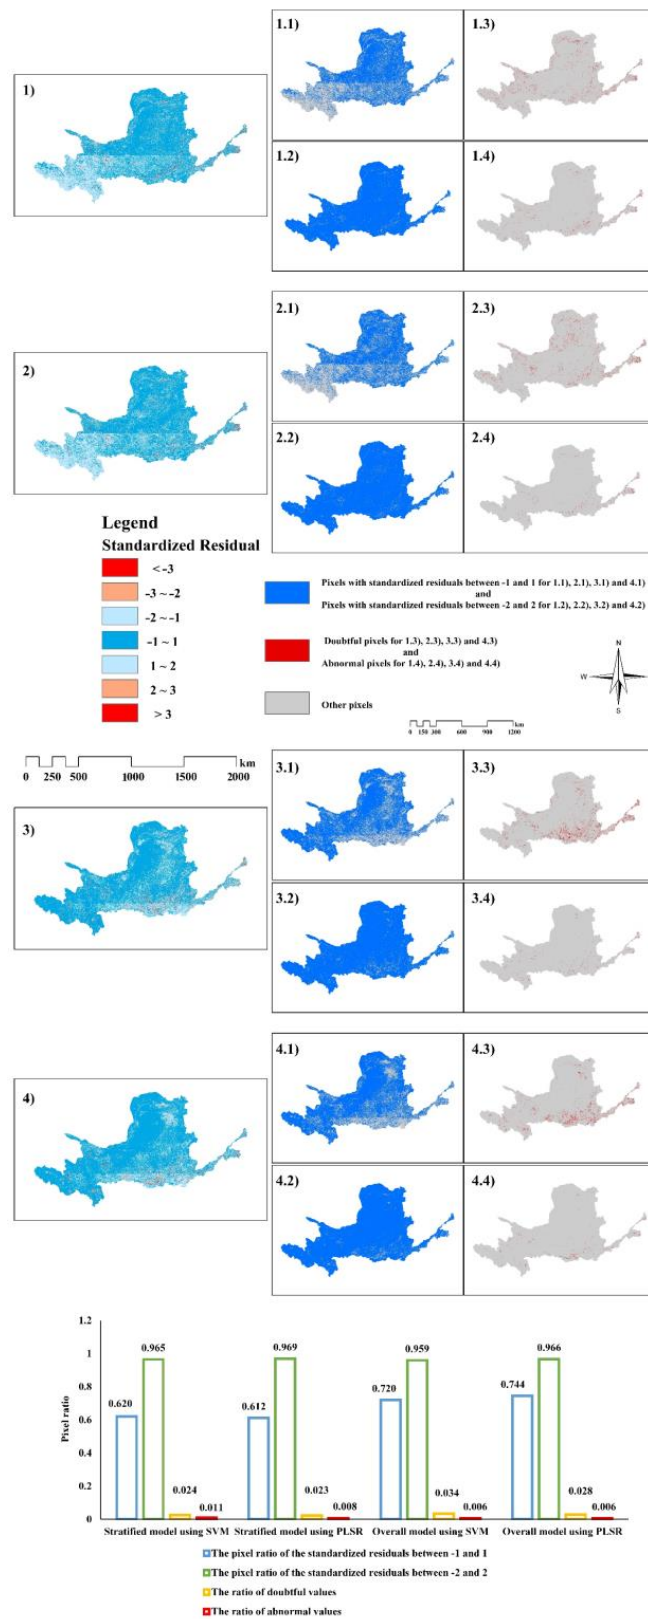 1)
1.1)
1.3)
1.2)
1.4)
2)
2.1)
2.3)
2.2)
2.4)
Legend
Standardized Residual
< -3
-3 ~ -2
-2 ~ -1
-1 ~ 1
1 ~ 2
2 ~ 3
> 3
Pixels with standardized residuals between -1 and 1 for 1.1), 2.1), 3.1) and 4.1)
and
Pixels with standardized residuals between -2 and 2 for 1.2), 2.2), 3.2) and 4.2)
Doubtful pixels for 1.3), 2.3), 3.3) and 4.3)
and
Abnormal pixels for 1.4), 2.4), 3.4) and 4.4)
Other pixels
N
W E
S
km
0 150 300 600 900 1200
km
0 250 500 1000 1500 2000
3)
3.1)
3.3)
3.2)
3.4)
4)
4.1)
4.3)
4.2)
4.4)
Pixel ratio
1.2
1
0.8
0.6
0.4
0.2
0
0.620
0.965
0.024
0.011
0.612
0.969
0.023
0.008
0.720
0.959
0.034
0.006
0.744
0.966
0.028
0.006
Stratified model using SVM
Stratified model using PLSR
Overall model using SVM
Overall model using PLSR
The pixel ratio of the standardized residuals between -1 and 1
The pixel ratio of the standardized residuals between -2 and 2
The ratio of doubtful values
The ratio of abnormal values